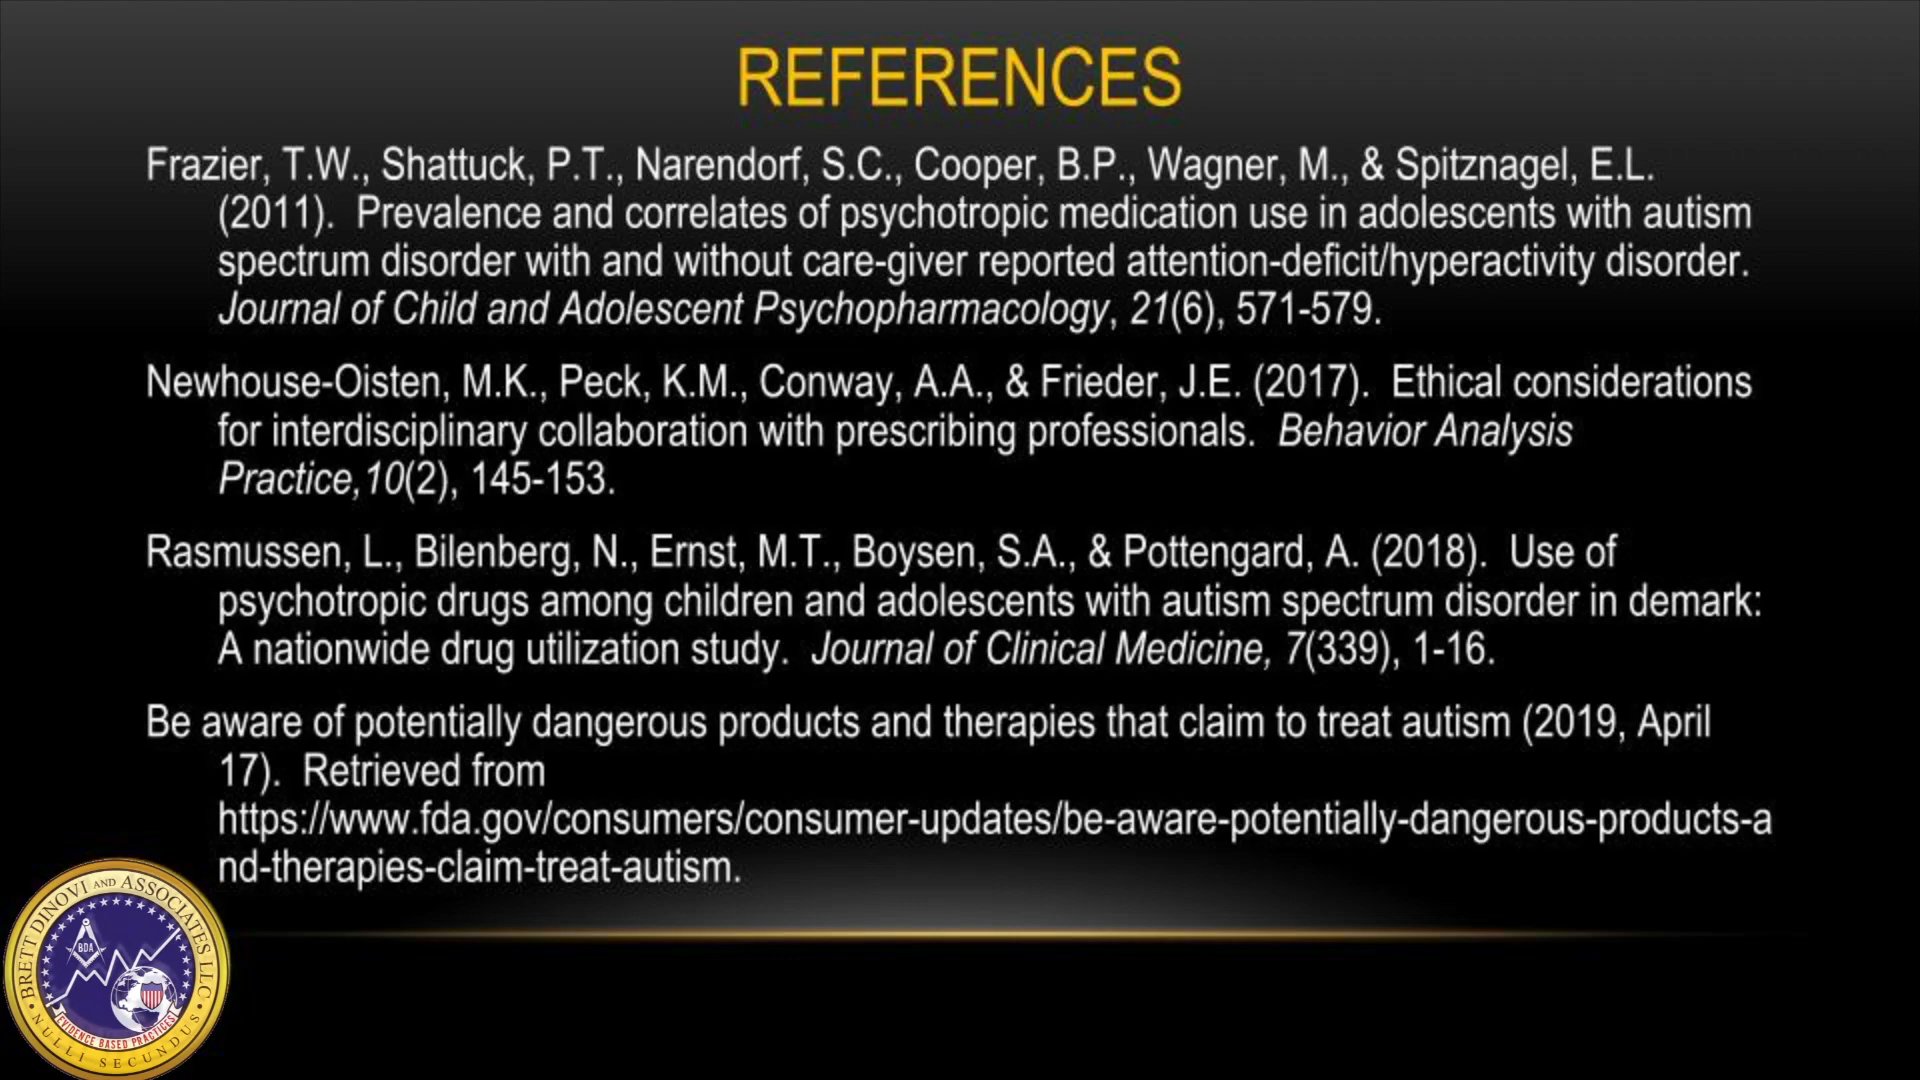 REFERENCES
Frazier, T.W., Shattuck, P.T., Narendorf, S.C., Cooper, B.P., Wagner, M., & Spitznagel, E.L.
(2011). Prevalence and correlates of psychotropic medication use in adolescents with autism
spectrum disorder with and without care-giver reported attention-deficit/hyperactivity disorder.
Journal of Child and Adolescent Psychopharmacology, 21(6), 571-579.
Newhouse-Oisten, M.K., Peck, K.M., Conway, A.A., & Frieder, J.E. (2017). Ethical considerations
for interdisciplinary collaboration with prescribing professionals. Behavior Analysis
Practice,10(2), 145-153.
Rasmussen, L., Bilenberg, N., Ernst, M.T., Boysen, S.A., & Pottengard, A. (2018). Use of
psychotropic drugs among children and adolescents with autism spectrum disorder in demark:
A nationwide drug utilization study. Journal of Clinical Medicine, 7(339), 1-16.
Be aware of potentially dangerous products and therapies that claim to treat autism (2019, April
17). Retrieved from
https://www.fda.gov/consumers/consumer-updates/be-aware-potentially-dangerous-products-a
nd-therapies-claim-treat-autism.
BRETT DINOVI AND ASSOCIATES LLC
BDA
EVIDENCE BASED PRACTICES
NULLI SECUNDUS